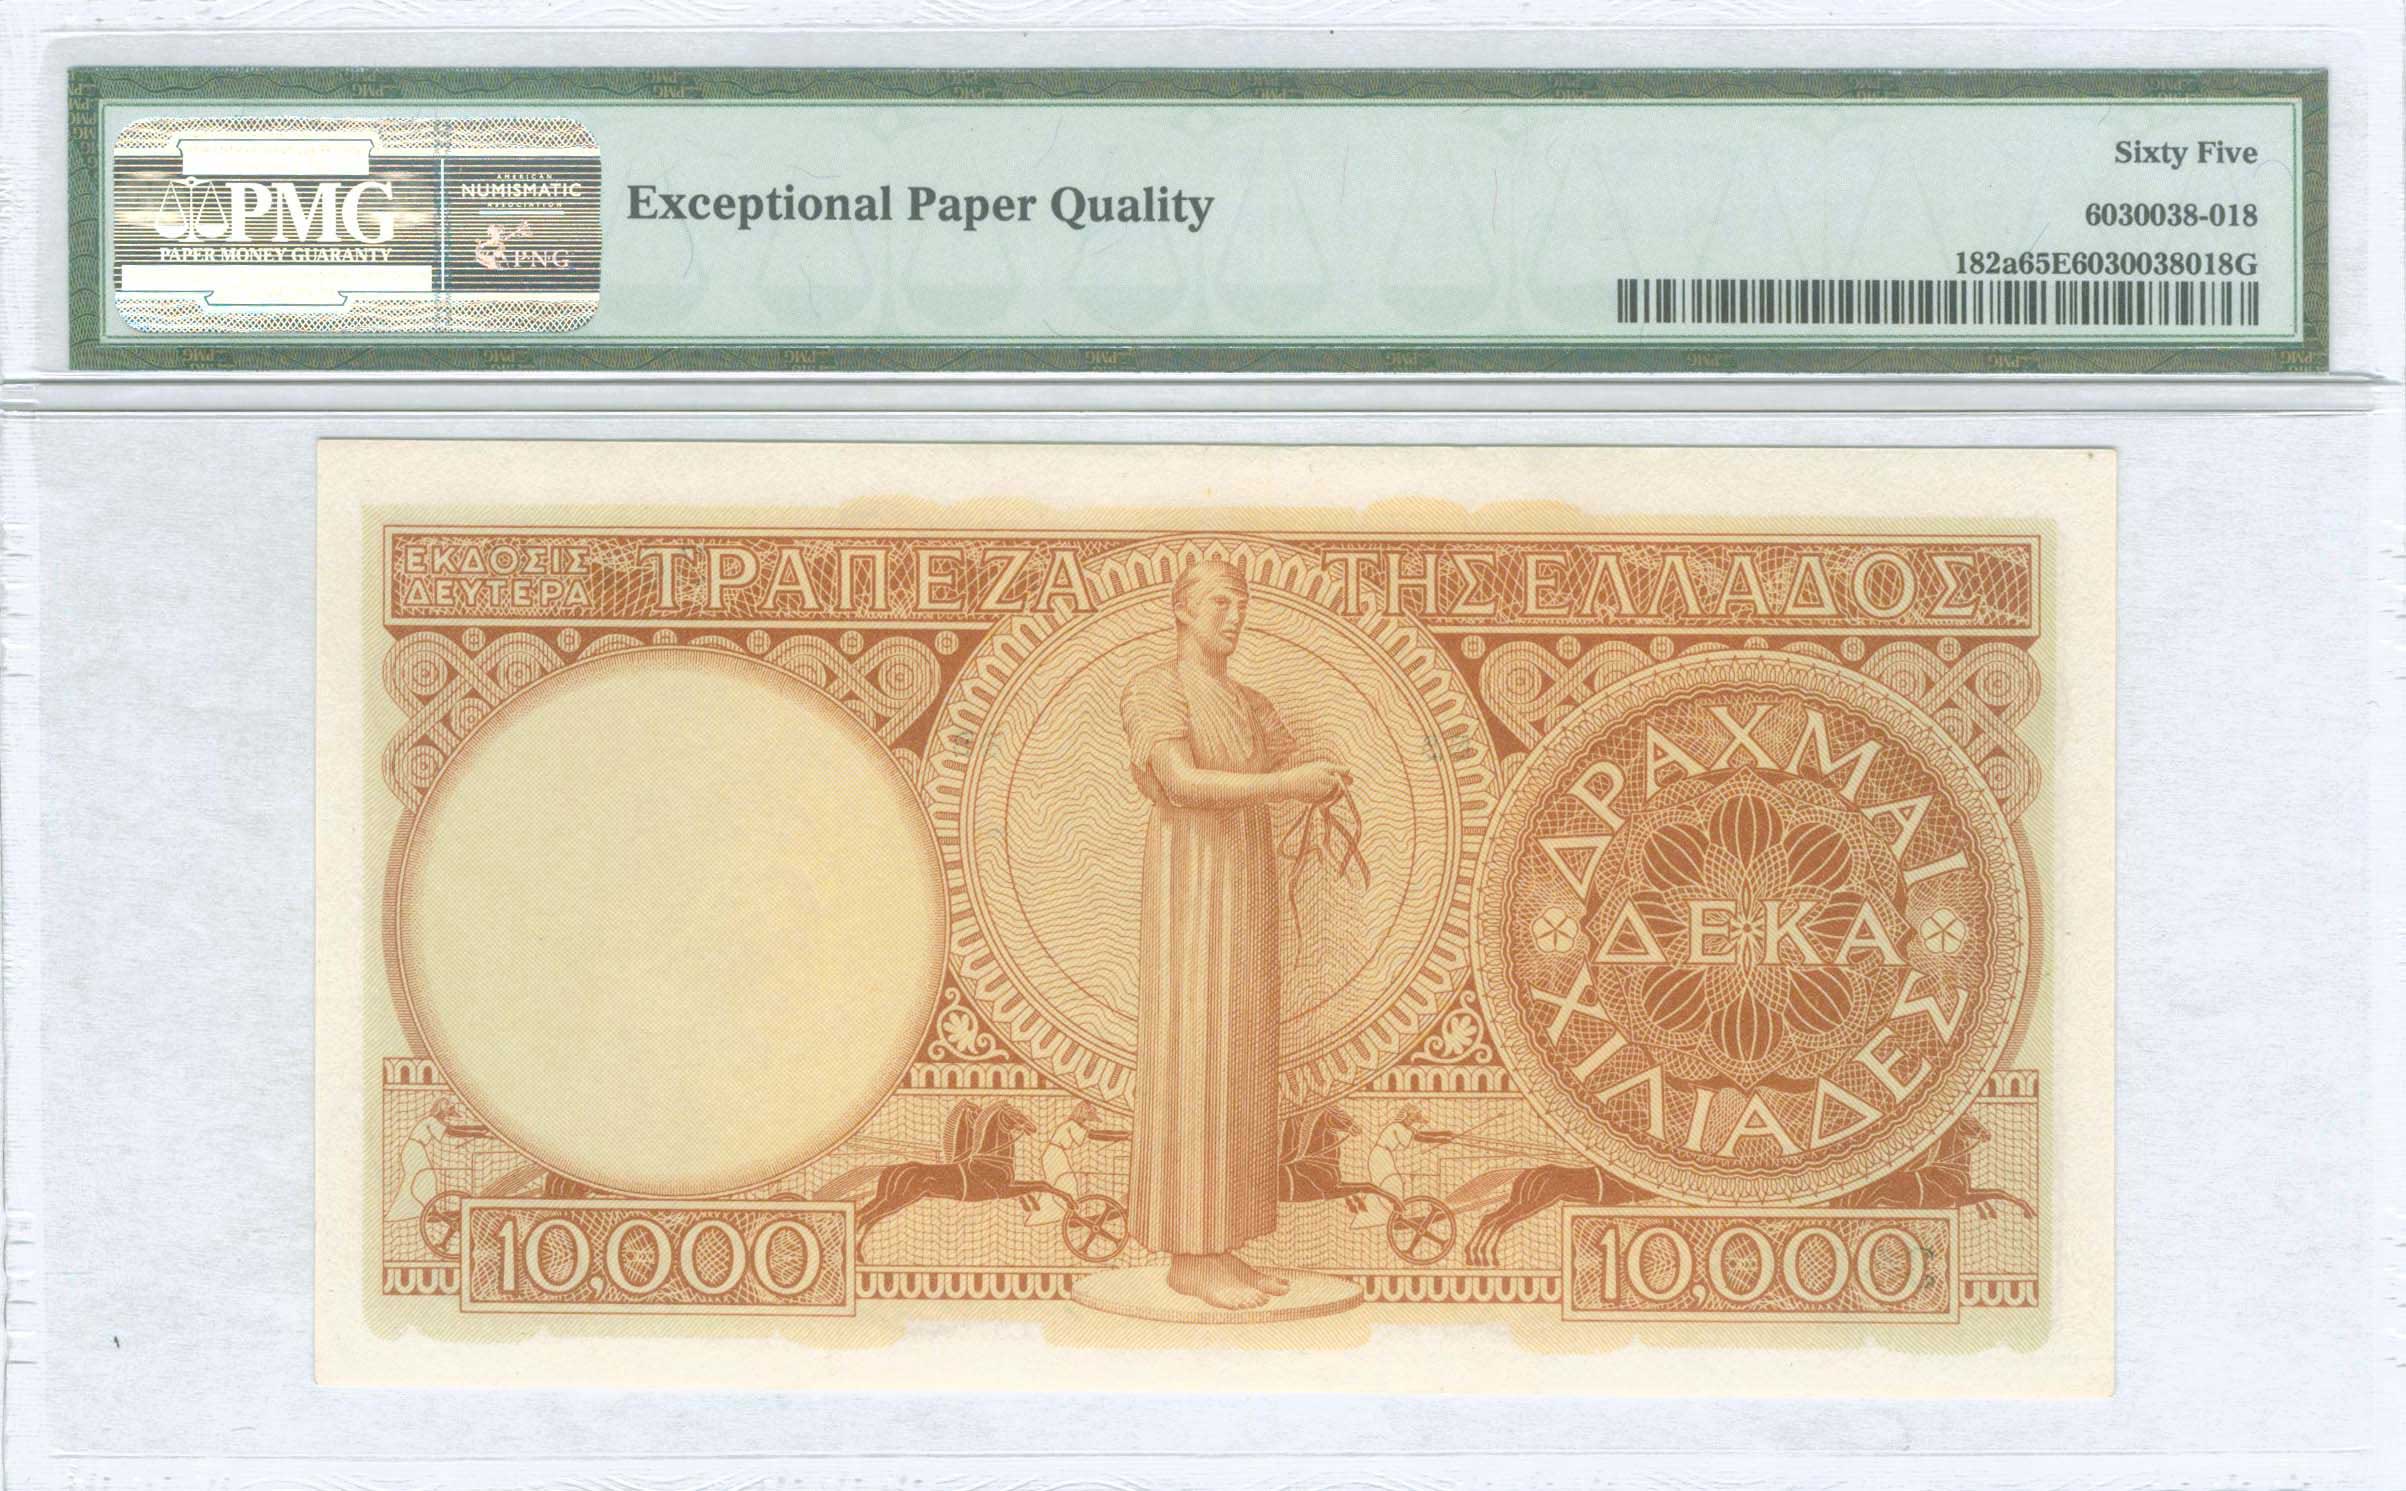 PMG
PAPER MONEY GUARANTY
AMERICAN
NUMISMATIC
ASSOCIATION
PNG
Exceptional Paper Quality
Sixty Five
6030038-018
182a65E6030038018G
ΕΚΔΟΣΙΣ
ΔΕΥΤΕΡΑ
ΤΡΑΠΕΖΑ ΤΗΣ ΕΛΛΑΔΟΣ
ΔΡΑΧΜΑΙ
ΔΕΚΑ
ΧΙΛΙΑΔΕΣ
10,000
10,000